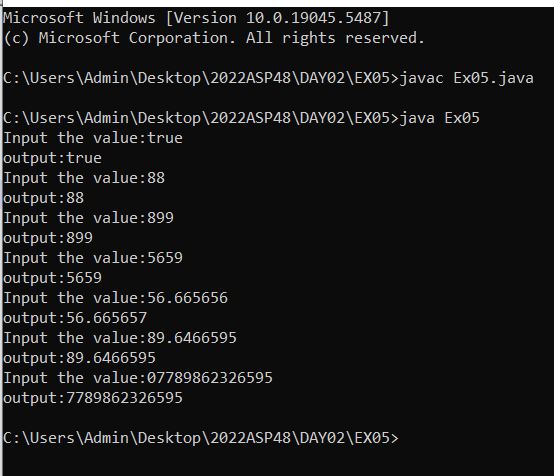 Microsoft Windows [Version 10.0.19045.5487]
(c) Microsoft Corporation. All rights reserved.
C:\Users\Admin\Desktop\2022ASP48\DAY02\EX05>javac Ex05.java
C:\Users\Admin\Desktop\2022ASP48\DAY02\EX05>java Ex05
Input the value:true
output:true
Input the value:88
output:88
Input the value:899
output:899
Input the value:5659
output:5659
Input the value:56.665656
output:56.665657
Input the value:89.6466595
output:89.6466595
Input the value:07789862326595
output:7789862326595
C:\Users\Admin\Desktop\2022ASP48\DAY02\EX05>